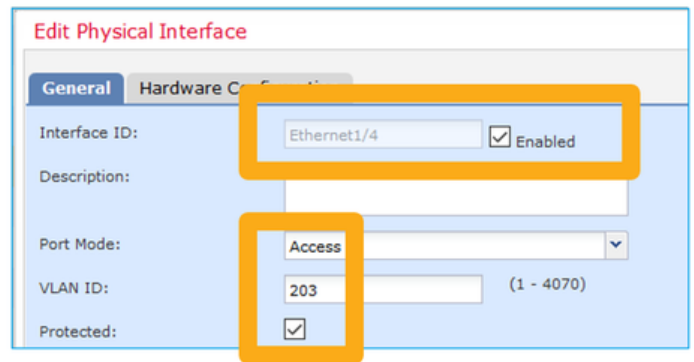 Edit Physical Interface
General Hardware
Interface ID: Ethernet1/4 Enabled
Description:
Port Mode: Access
VLAN ID: 203 (1 - 4070)
Protected: